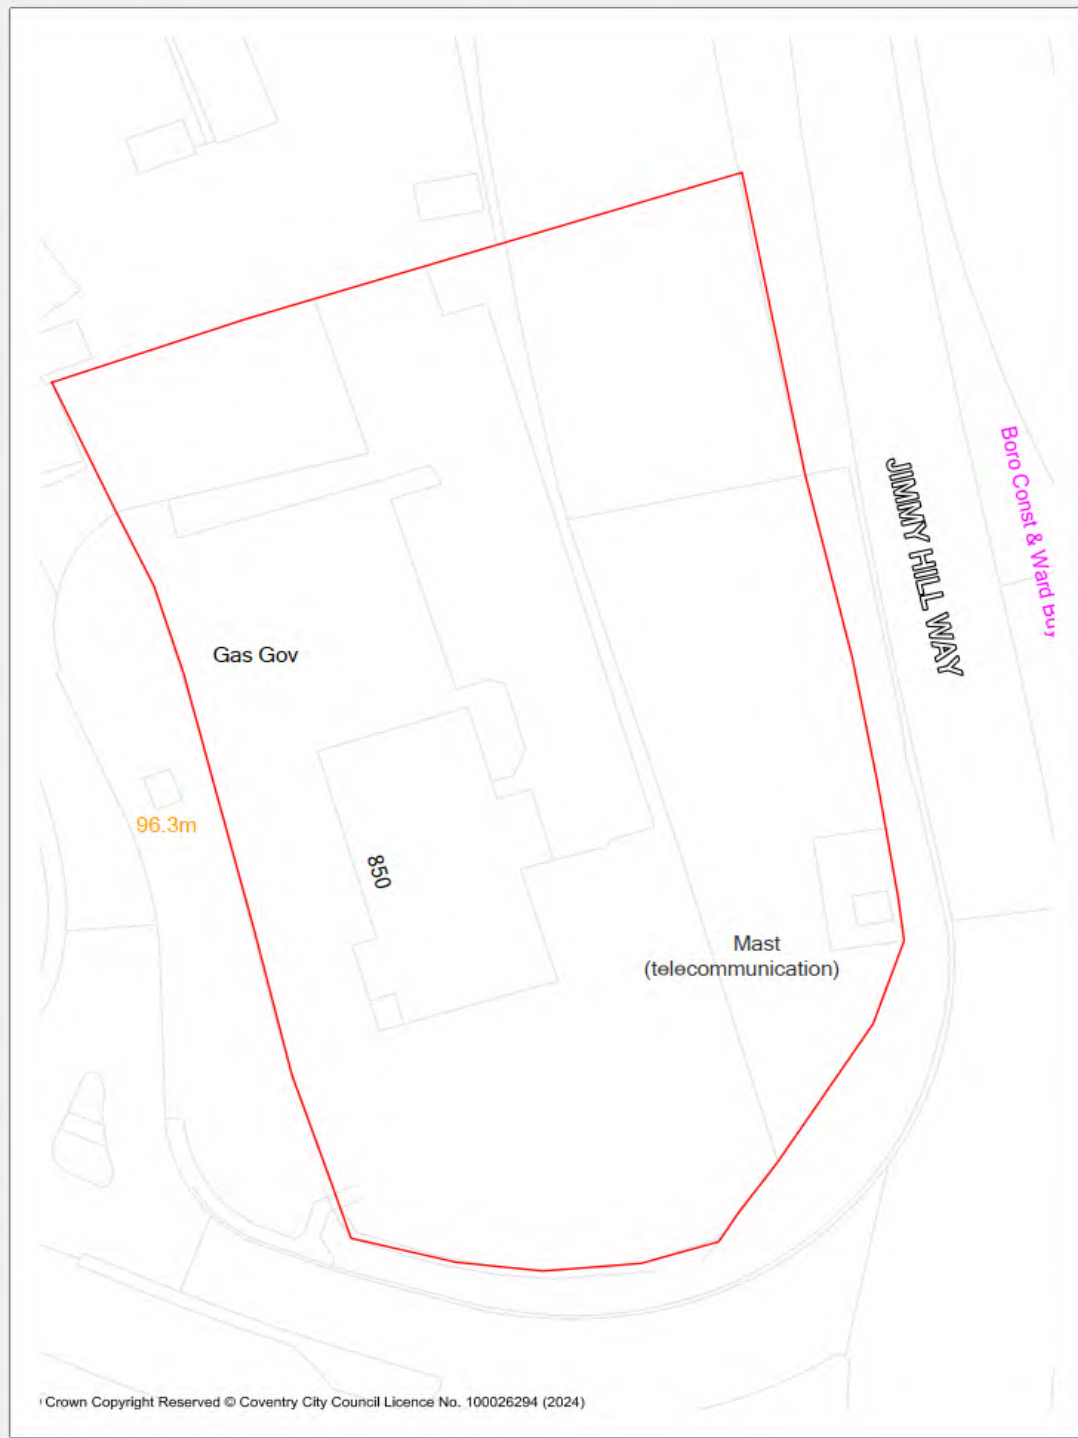 JIMMY HILL WAY
Boro Const & Ward Bdy
Gas Gov
96.3m
850
Mast
(telecommunication)
Crown Copyright Reserved © Coventry City Council Licence No. 100026294 (2024)